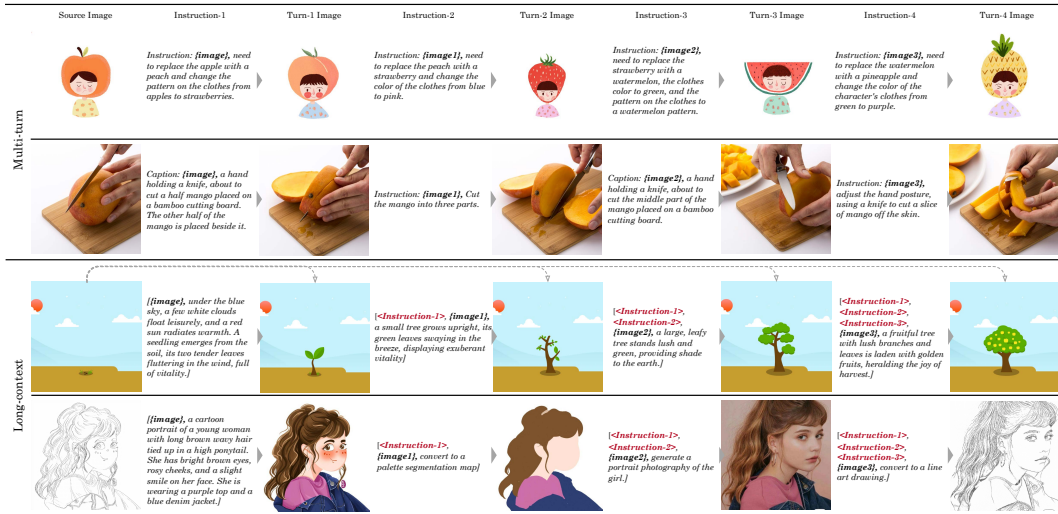 Source Image
Instruction-1
Turn-1 Image
Instruction-2
Turn-2 Image
Instruction-3
Turn-3 Image
Instruction-4
Turn-4 Image
Multi-turn
Instruction: {image}, need
to replace the apple with a
peach and change the
pattern on the clothes from
apples to strawberries.
Instruction: {image1}, need
to replace the peach with a
strawberry and change the
color of the clothes from blue
to pink.
Instruction: {image2},
need to replace the
strawberry with a
watermelon, the clothes
color to green, and the
pattern on the clothes to
a watermelon pattern.
Instruction: {image3}, need
to replace the watermelon
with a pineapple and
change the color of the
character's clothes from
green to purple.
Caption: {image}, a hand
holding a knife, about to
cut a half mango placed on
a bamboo cutting board.
The other half of the
mango is placed beside it.
Instruction: {image1}, Cut
the mango into three parts.
Caption: {image2}, a hand
holding a knife, about to
cut the middle part of the
mango placed on a bamboo
cutting board.
Instruction: {image3},
adjust the hand posture,
using a knife to cut a slice
of mango off the skin.
Long-context
[{image}, under the blue
sky, a few white clouds
float leisurely, and a red
sun radiates warmth. A
seedling emerges from the
soil, its two tender leaves
fluttering in the wind, full
of vitality.]
[<Instruction-1>, {image1},
a small tree grows upright, its
green leaves swaying in the
breeze, displaying exuberant
vitality]
[<Instruction-1>,
<Instruction-2>,
{image2}, a large, leafy
tree stands lush and
green, providing shade
to the earth.]
[<Instruction-1>,
<Instruction-2>,
<Instruction-3>,
{image3}, a fruitful tree
with lush branches and
leaves is laden with golden
fruits, heralding the joy of
harvest.]
[{image}, a cartoon
portrait of a young woman
with long brown wavy hair
tied up in a high ponytail.
She has bright brown eyes,
rosy cheeks, and a slight
smile on her face. She is
wearing a purple top and a
blue denim jacket.]
[<Instruction-1>,
{image1}, convert to a
palette segmentation map]
[<Instruction-1>,
<Instruction-2>,
{image2}, generate a
portrait photography of the
girl.]
[<Instruction-1>,
<Instruction-2>,
<Instruction-3>,
{image3}, convert to a line
art drawing.]